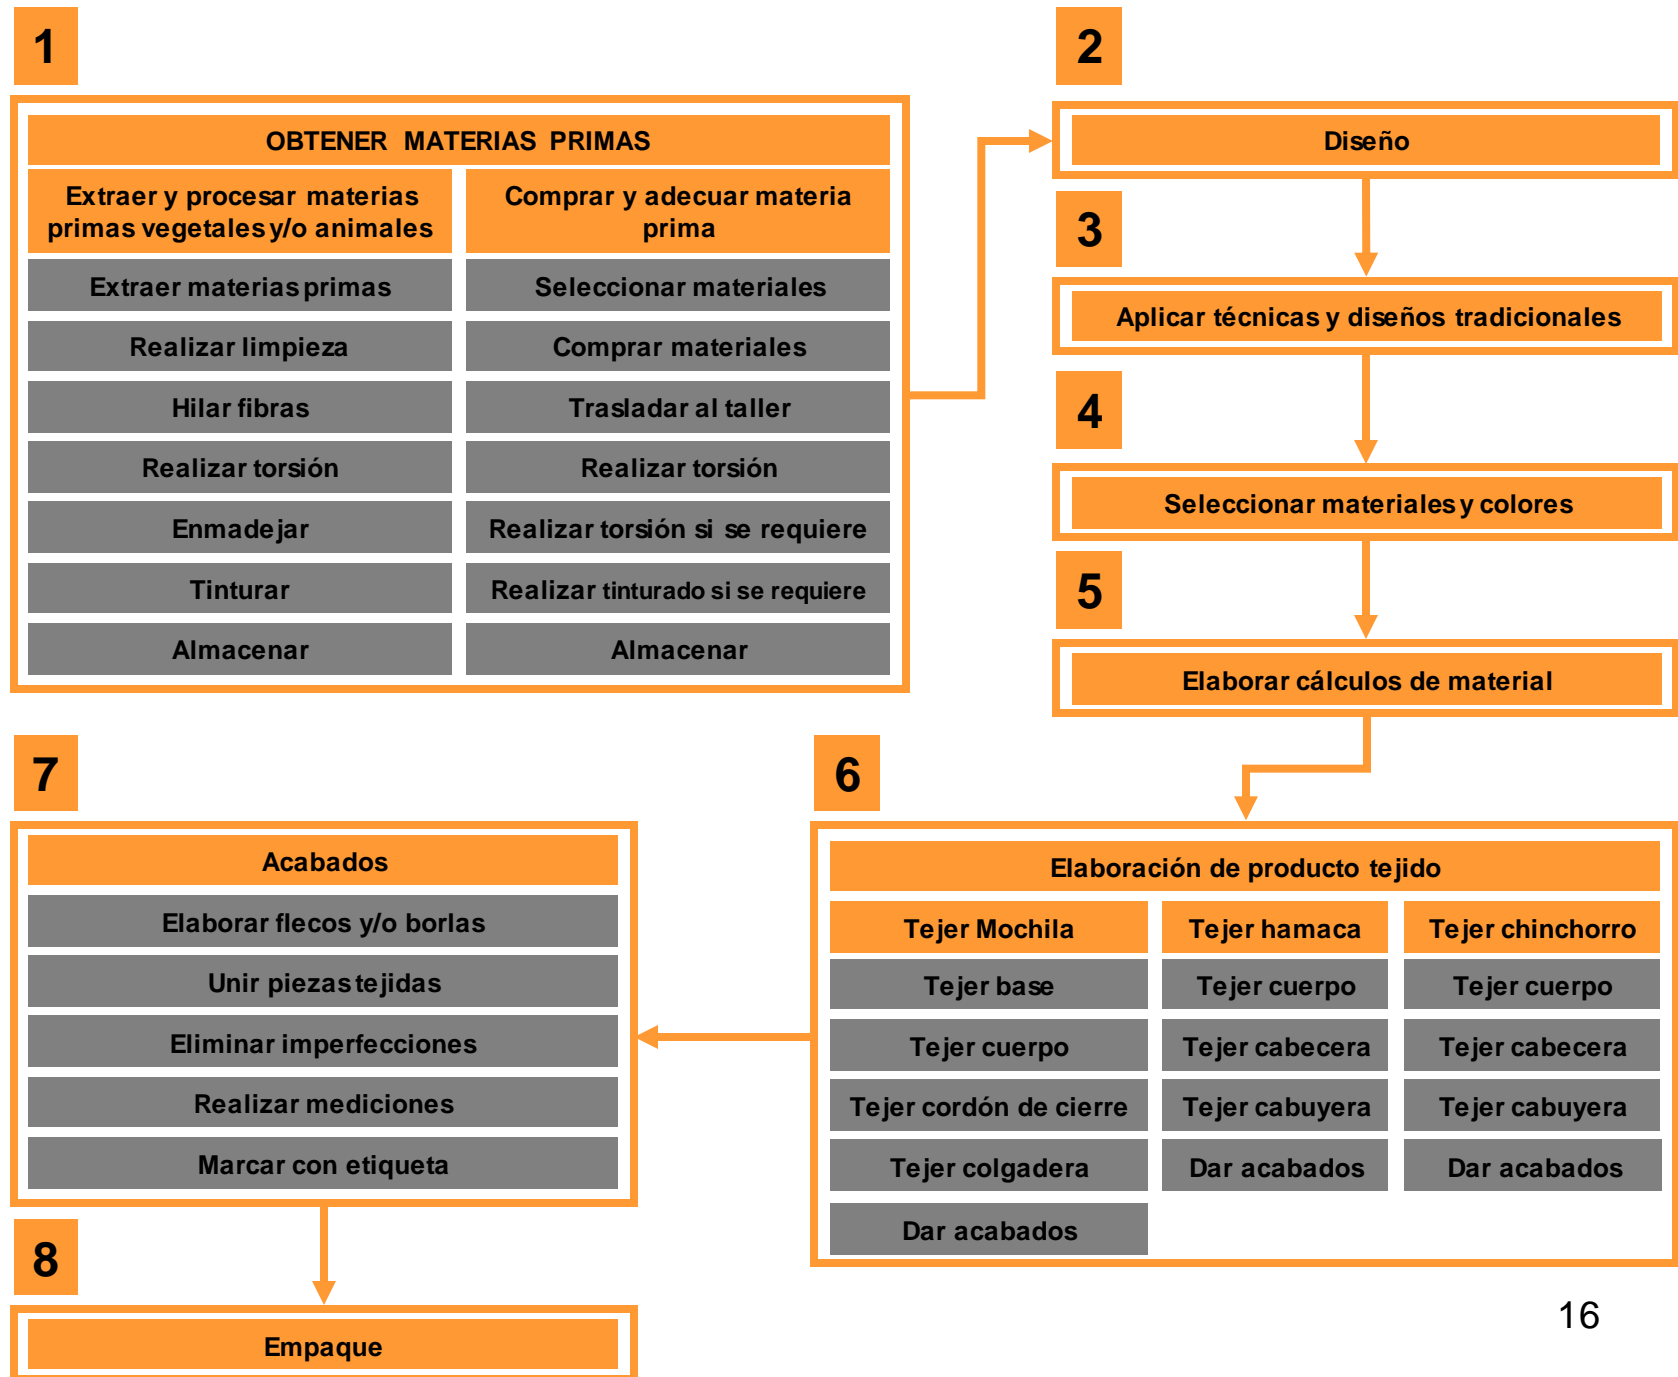 1
OBTENER MATERIAS PRIMAS
Extraer y procesar materias
primas vegetales y/o animales
Extraer materias primas
Realizar limpieza
Hilar fibras
Realizar torsión
Enmadejar
Tinturar
Almacenar
Comprar y adecuar materia
prima
Seleccionar materiales
Comprar materiales
Trasladar al taller
Realizar torsión
Realizar torsión si se requiere
Realizar tinturado si se requiere
Almacenar
2
Diseño
3
Aplicar técnicas y diseños tradicionales
4
Seleccionar materiales y colores
5
Elaborar cálculos de material
6
Elaboración de producto tejido
Tejer Mochila
Tejer base
Tejer cuerpo
Tejer cordón de cierre
Tejer colgadera
Dar acabados
Tejer hamaca
Tejer cuerpo
Tejer cabecera
Tejer cabuyera
Dar acabados
Tejer chinchorro
Tejer cuerpo
Tejer cabecera
Tejer cabuyera
Dar acabados
7
Acabados
Elaborar flecos y/o borlas
Unir piezas tejidas
Eliminar imperfecciones
Realizar mediciones
Marcar con etiqueta
8
Empaque
16